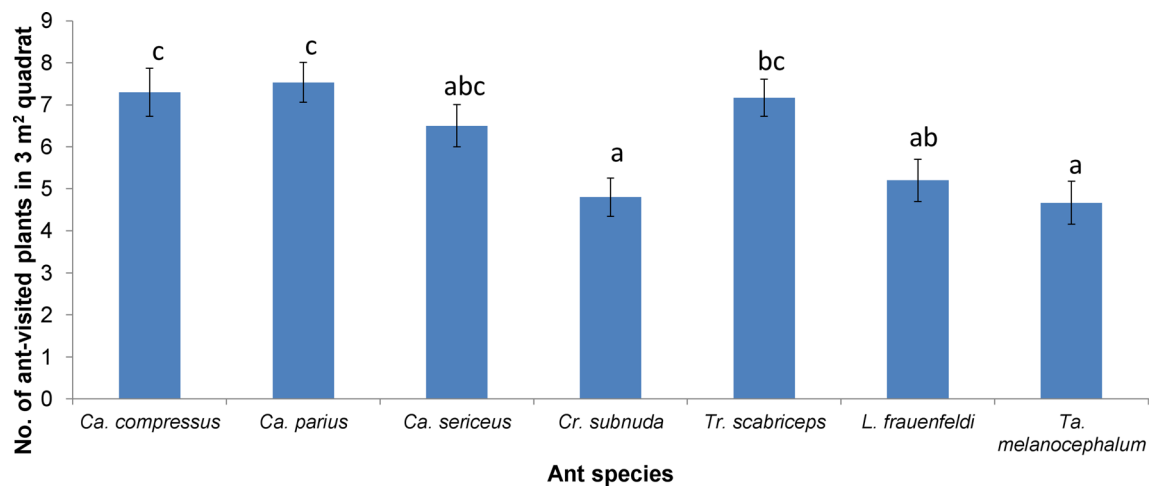 No. of ant-visited plants in 3 m² quadrat
9
8
7
6
5
4
3
2
1
0
c
c
abc
a
bc
ab
a
Ca. compressus
Ca. parius
Ca. sericeus
Cr. subnuda
Tr. scabriceps
L. frauenfeldi
Ta.
melanocephalum
Ant species